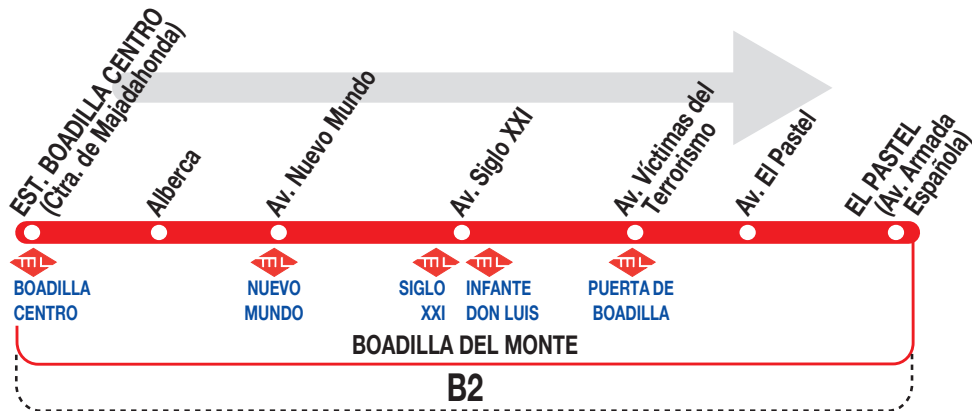 EST. BOADILLA CENTRO
(Ctra. de Majadahonda)
Alberca
Av. Nuevo Mundo
Av. Siglo XXI
Av. Víctimas del
Terrorismo
Av. El Pastel
EL PASTEL
(Av. Armada
Española)
mL
mL
mL
mL
mL
BOADILLA
CENTRO
NUEVO
MUNDO
SIGLO
XXI
INFANTE
DON LUIS
PUERTA DE
BOADILLA
BOADILLA DEL MONTE
B2